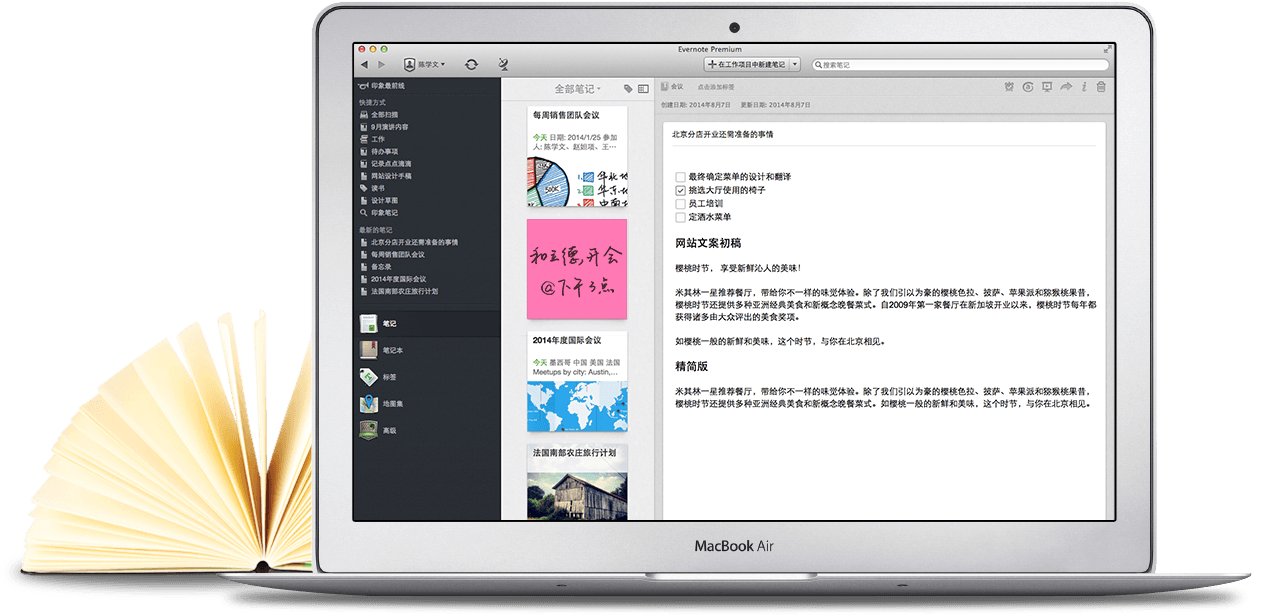 Evernote Premium
陈学文
在工作项目中新建笔记
搜索笔记
印象最前线
快捷方式
全部扫描
9月演讲内容
工作
待办事项
记录点点滴滴
网站设计手稿
读书
设计草图
印象笔记
最新的笔记
北京分店开业还需准备的事情
每周销售团队会议
备忘录
2014年度国际会议
法国南部农庄旅行计划
笔记
笔记本
标签
地图集
高级
全部笔记
每周销售团队会议
今天 日期: 2014/1/25 参加
人: 陈学文、赵如项、王…
500K
1.
华北地
2.
华东地
3.
中南
和立德,开会
@下午3点
2014年度国际会议
今天 墨西哥 中国 美国 法国
Meetups by city: Austin,...
法国南部农庄旅行计划
会议
点击添加标签
创建日期: 2014年8月7日 更新日期: 2014年8月7日
北京分店开业还需准备的事情
最终确定菜单的设计和翻译
挑选大厅使用的椅子
员工培训
定酒水菜单
网站文案初稿
樱桃时节， 享受新鲜沁人的美味！
米其林一星推荐餐厅，带给你不一样的味觉体验。除了我们引以为豪的樱桃色拉、披萨、苹果派和猕猴桃果昔，
樱桃时节还提供多种亚洲经典美食和新概念晚餐菜式。自2009年第一家餐厅在新加坡开业以来，樱桃时节每年都
获得诸多由大众评出的美食奖项。
如樱桃一般的新鲜和美味，这个时节，与你在北京相见。
精简版
米其林一星推荐餐厅，带给你不一样的味觉体验。除了我们引以为豪的樱桃色拉、披萨、苹果派和猕猴桃果昔，
樱桃时节还提供多种亚洲经典美食和新概念晚餐菜式。如樱桃一般的新鲜和美味，这个时节，与你在北京相见。
MacBook Air